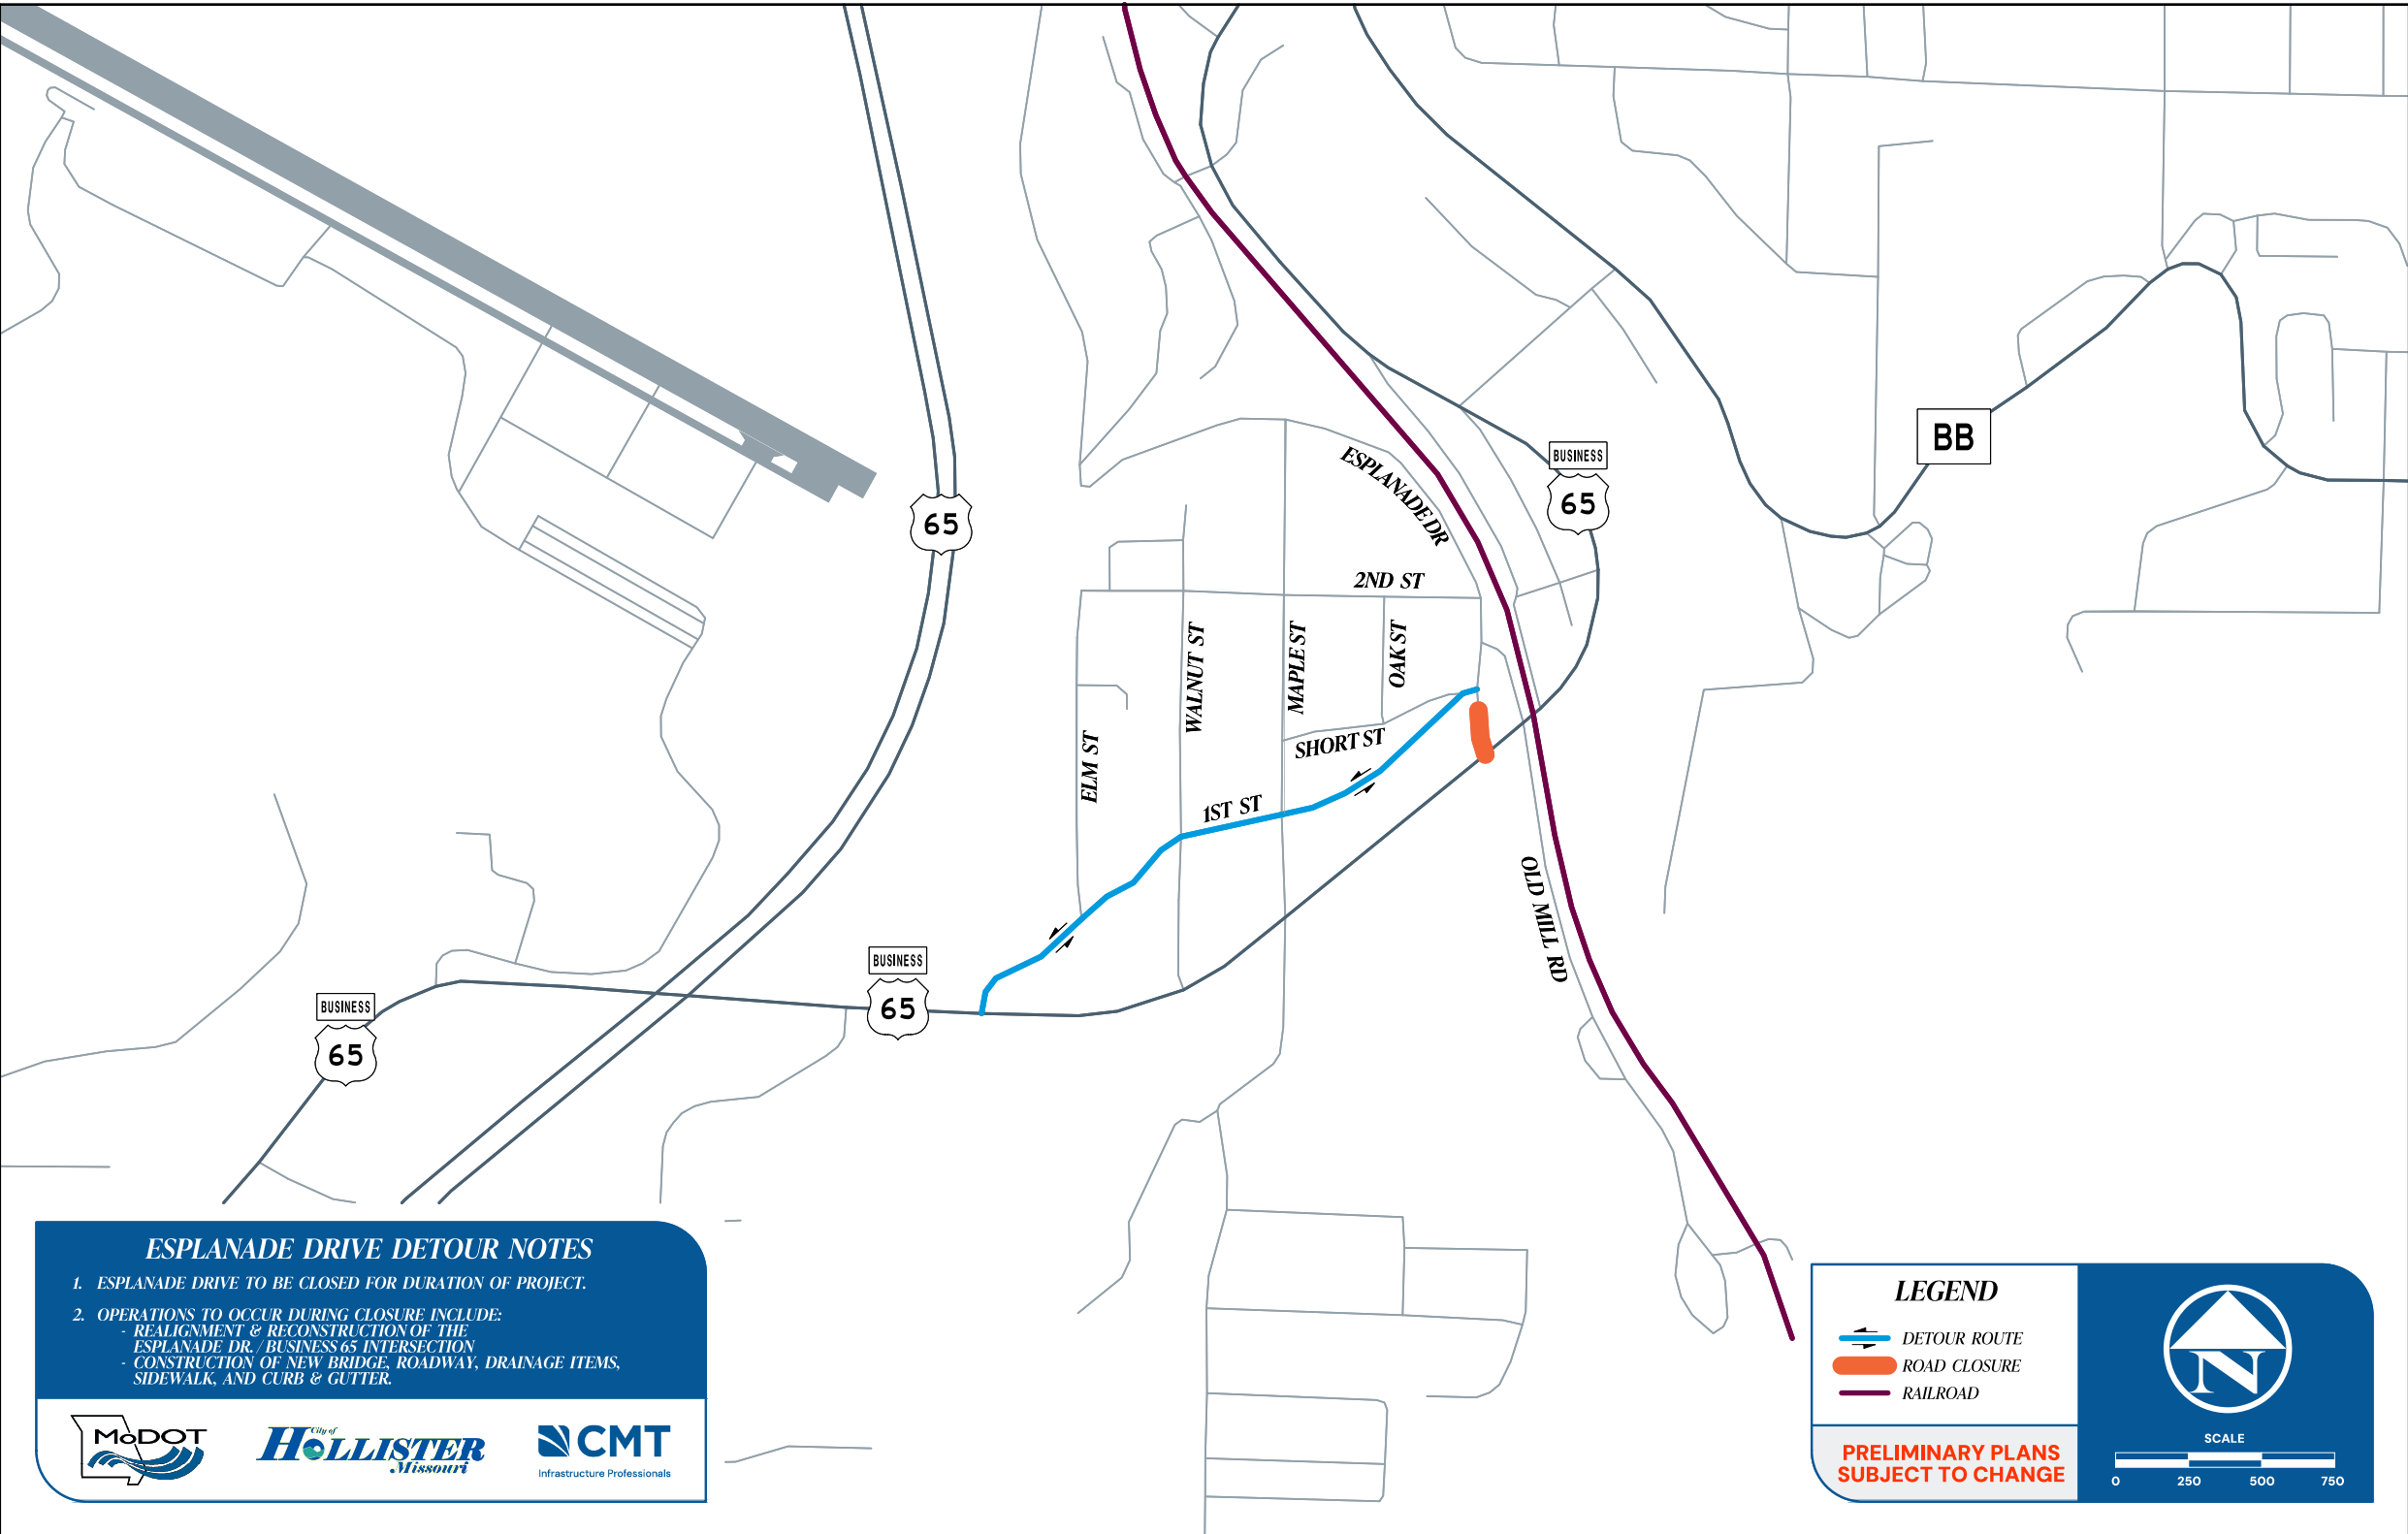 BB
BUSINESS
65
65
ESPLANADE DR
2ND ST
WALNUT ST
MAPLE ST
OAK ST
ELM ST
SHORT ST
1ST ST
OLD MILL RD
BUSINESS
65
BUSINESS
65
ESPLANADE DRIVE DETOUR NOTES
1. ESPLANADE DRIVE TO BE CLOSED FOR DURATION OF PROJECT.
2. OPERATIONS TO OCCUR DURING CLOSURE INCLUDE:
- REALIGNMENT & RECONSTRUCTION OF THE
ESPLANADE DR. / BUSINESS 65 INTERSECTION
- CONSTRUCTION OF NEW BRIDGE, ROADWAY, DRAINAGE ITEMS,
SIDEWALK, AND CURB & GUTTER.
MoDOT
City of
HOLLISTER
Missouri
CMT
Infrastructure Professionals
LEGEND
DETOUR ROUTE
ROAD CLOSURE
RAILROAD
PRELIMINARY PLANS
SUBJECT TO CHANGE
N
SCALE
0 250 500 750